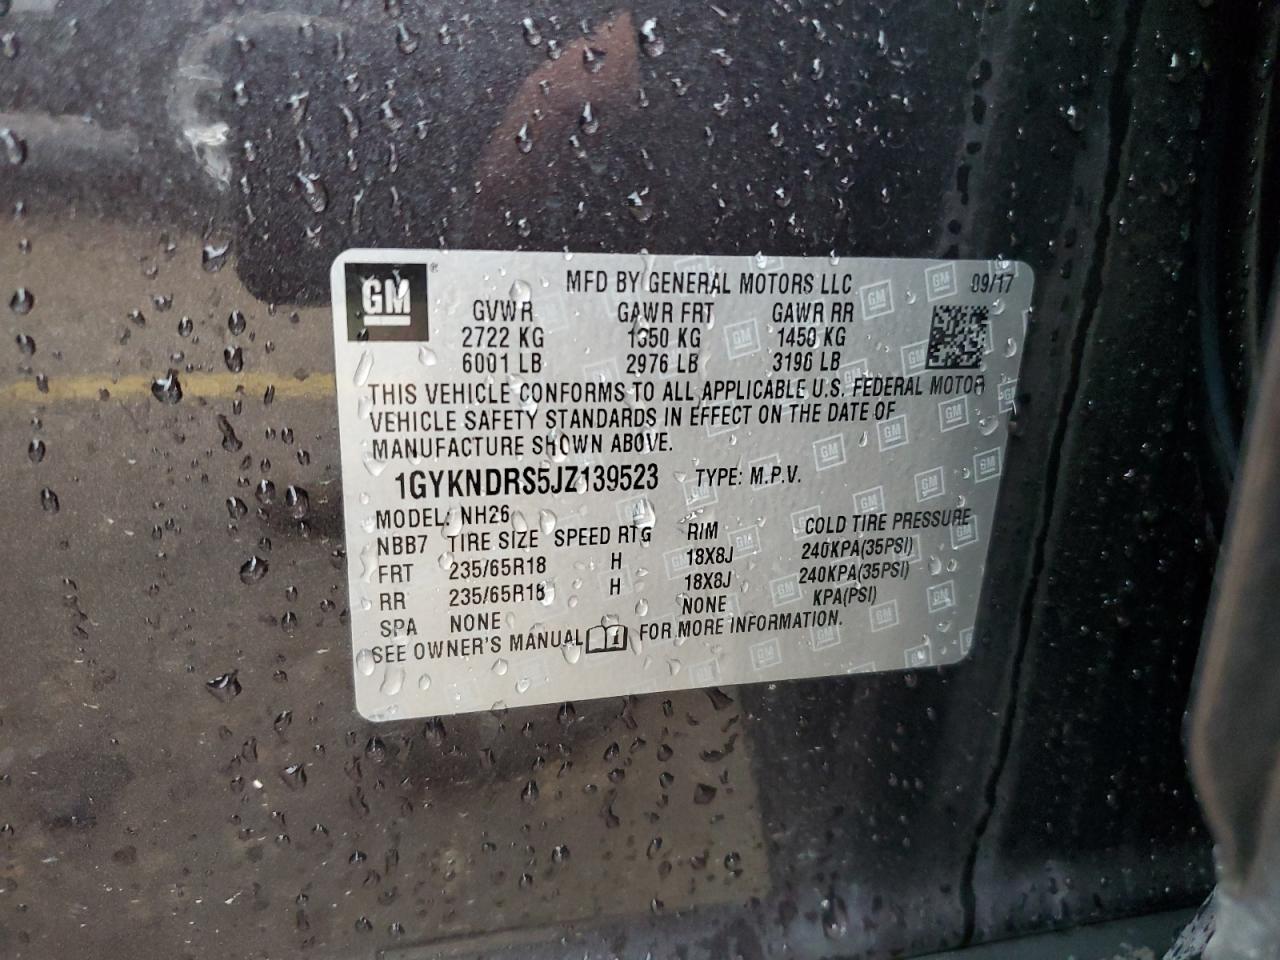 GM
MFD BY GENERAL MOTORS LLC 09/17
GVWR GAWR FRT GAWR RR
2722 KG 1350 KG 1450 KG
6001 LB 2976 LB 3196 LB
THIS VEHICLE CONFORMS TO ALL APPLICABLE U.S. FEDERAL MOTOR
VEHICLE SAFETY STANDARDS IN EFFECT ON THE DATE OF
MANUFACTURE SHOWN ABOVE.
1GYKNDRS5JZ139523 TYPE: M.P.V.
MODEL: NH26
NBB7 TIRE SIZE SPEED RTG RIM COLD TIRE PRESSURE
FRT 235/65R18 H 18X8J 240KPA(35PSI)
RR 235/65R18 H 18X8J 240KPA(35PSI)
SPA NONE NONE KPA(PSI)
SEE OWNER'S MANUAL FOR MORE INFORMATION.